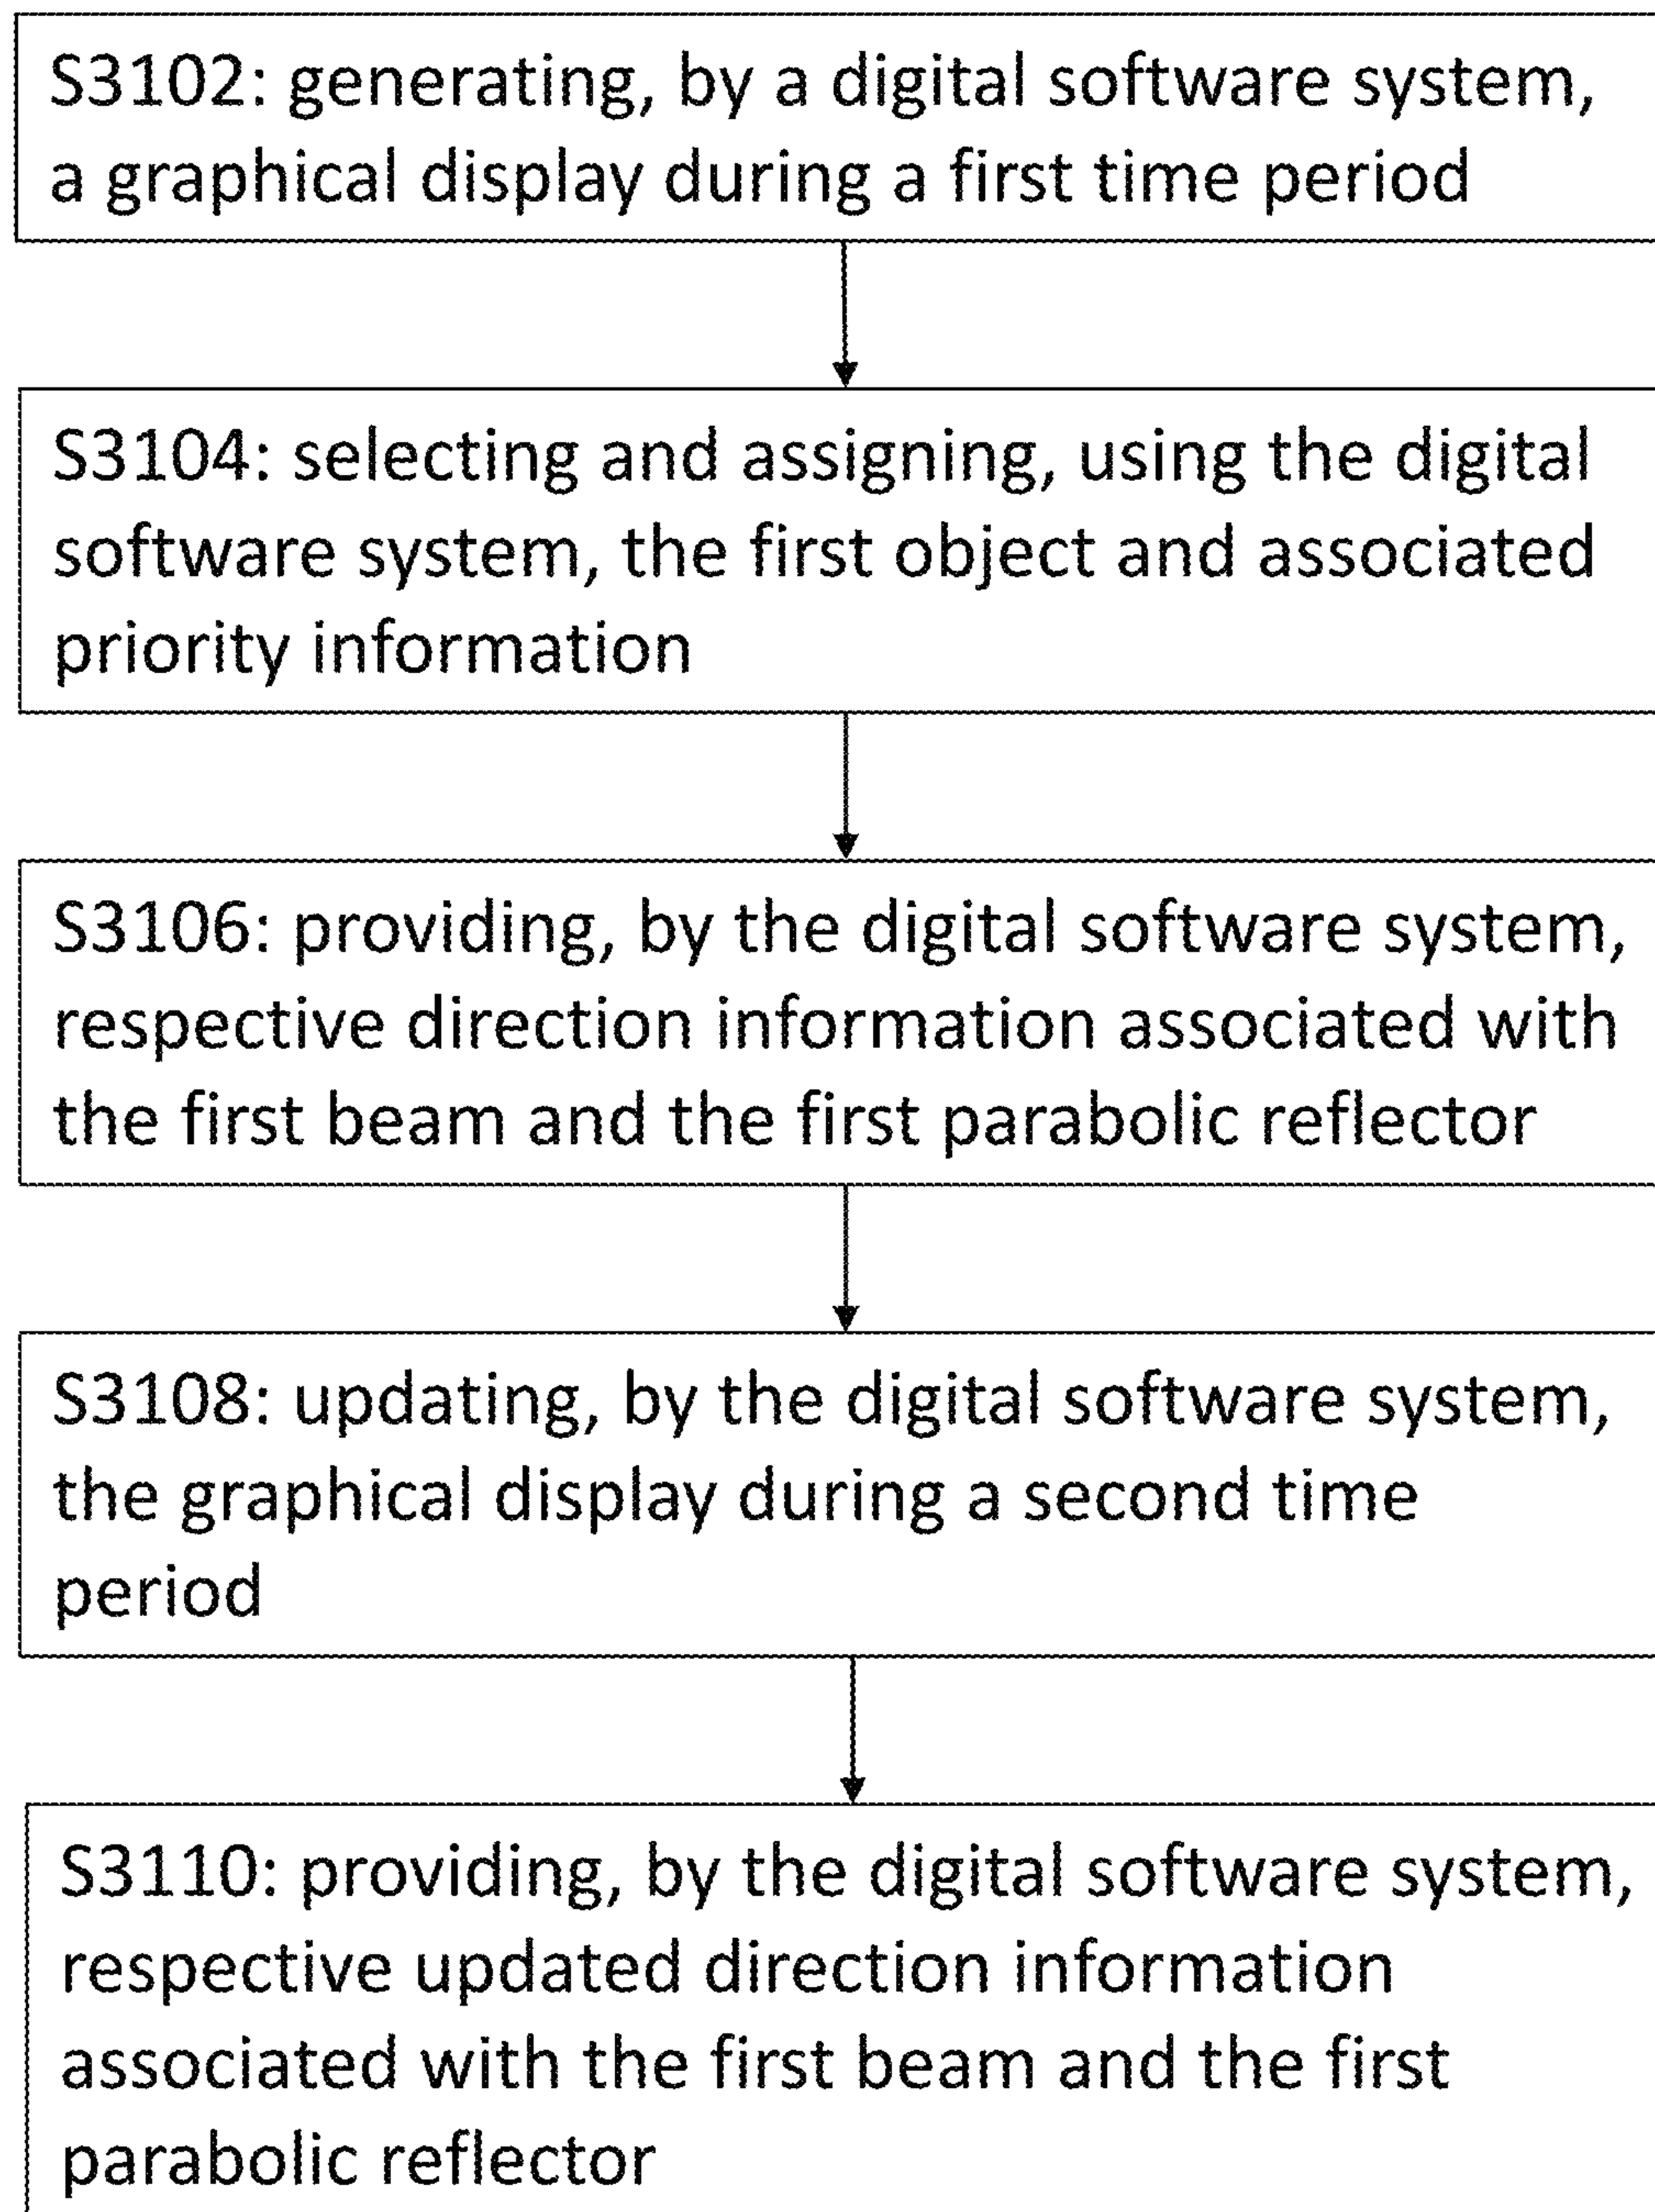 S3102: generating, by a digital software system,
a graphical display during a first time period
S3104: selecting and assigning, using the digital
software system, the first object and associated
priority information
S3106: providing, by the digital software system,
respective direction information associated with
the first beam and the first parabolic reflector
S3108: updating, by the digital software system,
the graphical display during a second time
period
S3110: providing, by the digital software system,
respective updated direction information
associated with the first beam and the first
parabolic reflector